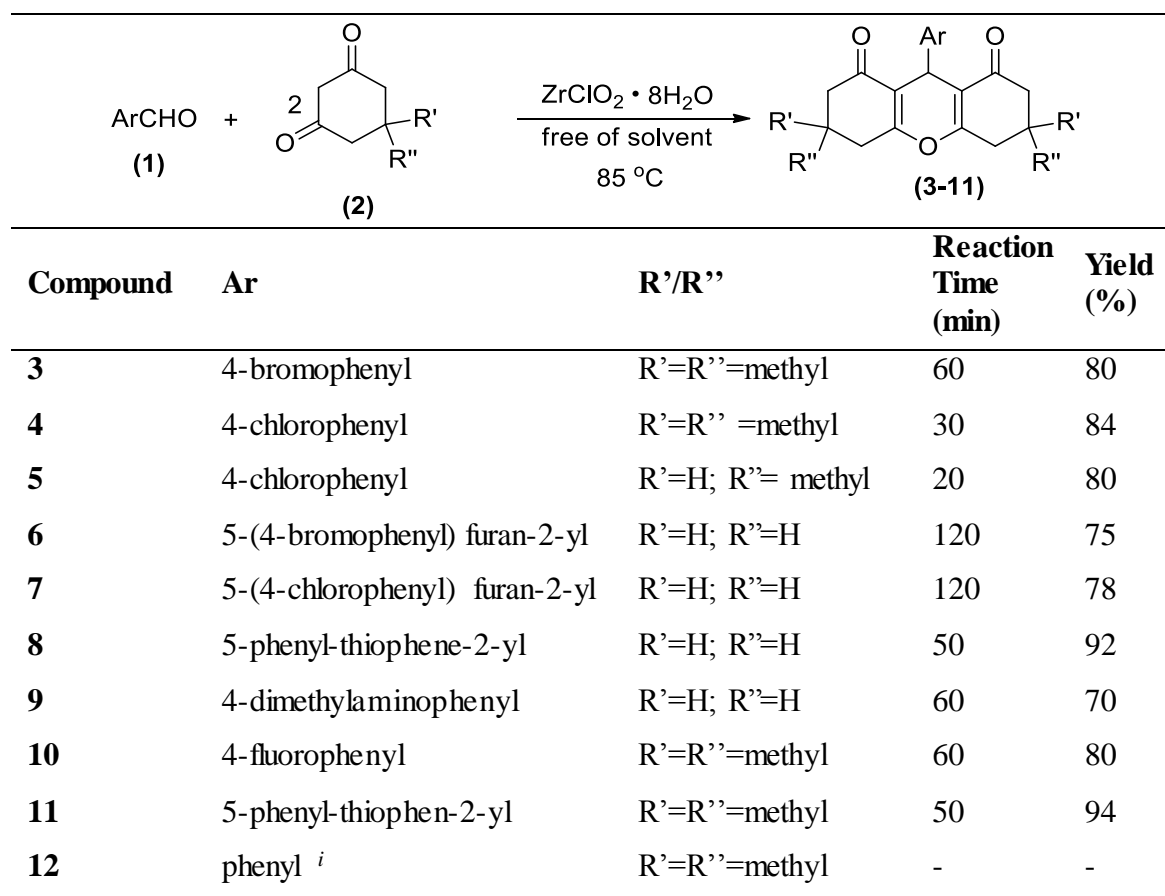 O
O Ar O
2
ArCHO +
ZrClO₂ • 8H₂O
O
R'
free of solvent
R' R'
R''
R'' O R''
(1)
85 °C
(3-11)
(2)
Compound Ar R’/R’’ Reaction Time (min) Yield (%)
3 4-bromophenyl R’=R’’=methyl 60 80
4 4-chlorophenyl R’=R’’ =methyl 30 84
5 4-chlorophenyl R’=H; R”= methyl 20 80
6 5-(4-bromophenyl) furan-2-yl R’=H; R”=H 120 75
7 5-(4-chlorophenyl) furan-2-yl R’=H; R”=H 120 78
8 5-phenyl-thiophene-2-yl R’=H; R”=H 50 92
9 4-dimethylaminophenyl R’=H; R”=H 60 70
10 4-fluorophenyl R’=R’’=methyl 60 80
11 5-phenyl-thiophen-2-yl R’=R’’=methyl 50 94
12 phenyl i R’=R’’=methyl - -